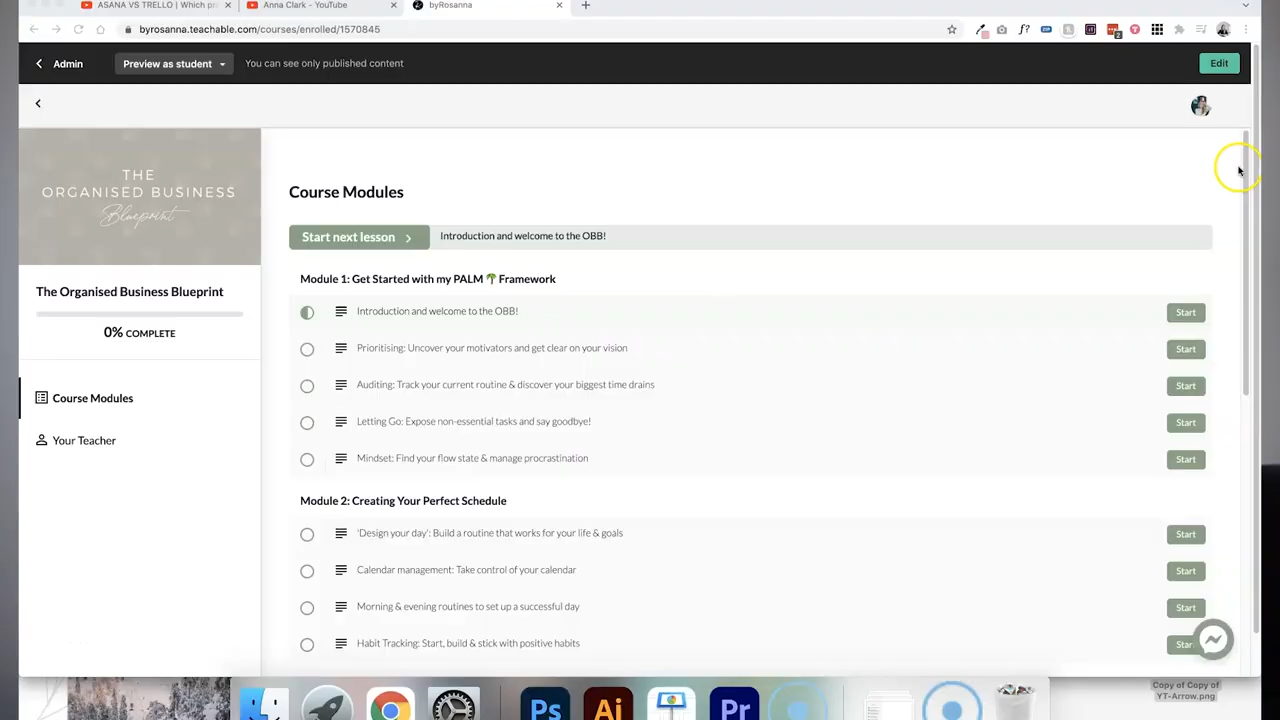 ASANA VS TRELLO | Which pr
Anna Clark - YouTube
byRosanna
byrosanna.teachable.com/courses/enrolled/1570845
Admin
Preview as student
You can see only published content
Edit
THE
ORGANISED BUSINESS
Blueprint
The Organised Business Blueprint
0% COMPLETE
Course Modules
Your Teacher
Course Modules
Start next lesson
Introduction and welcome to the OBB!
Module 1: Get Started with my PALM 🌴 Framework
Introduction and welcome to the OBB!
Start
Prioritising: Uncover your motivators and get clear on your vision
Start
Auditing: Track your current routine & discover your biggest time drains
Start
Letting Go: Expose non-essential tasks and say goodbye!
Start
Mindset: Find your flow state & manage procrastination
Start
Module 2: Creating Your Perfect Schedule
'Design your day': Build a routine that works for your life & goals
Start
Calendar management: Take control of your calendar
Start
Morning & evening routines to set up a successful day
Start
Habit Tracking: Start, build & stick with positive habits
Star
Ps
Ai
Pr
Copy of Copy of
YT-Arrow.png